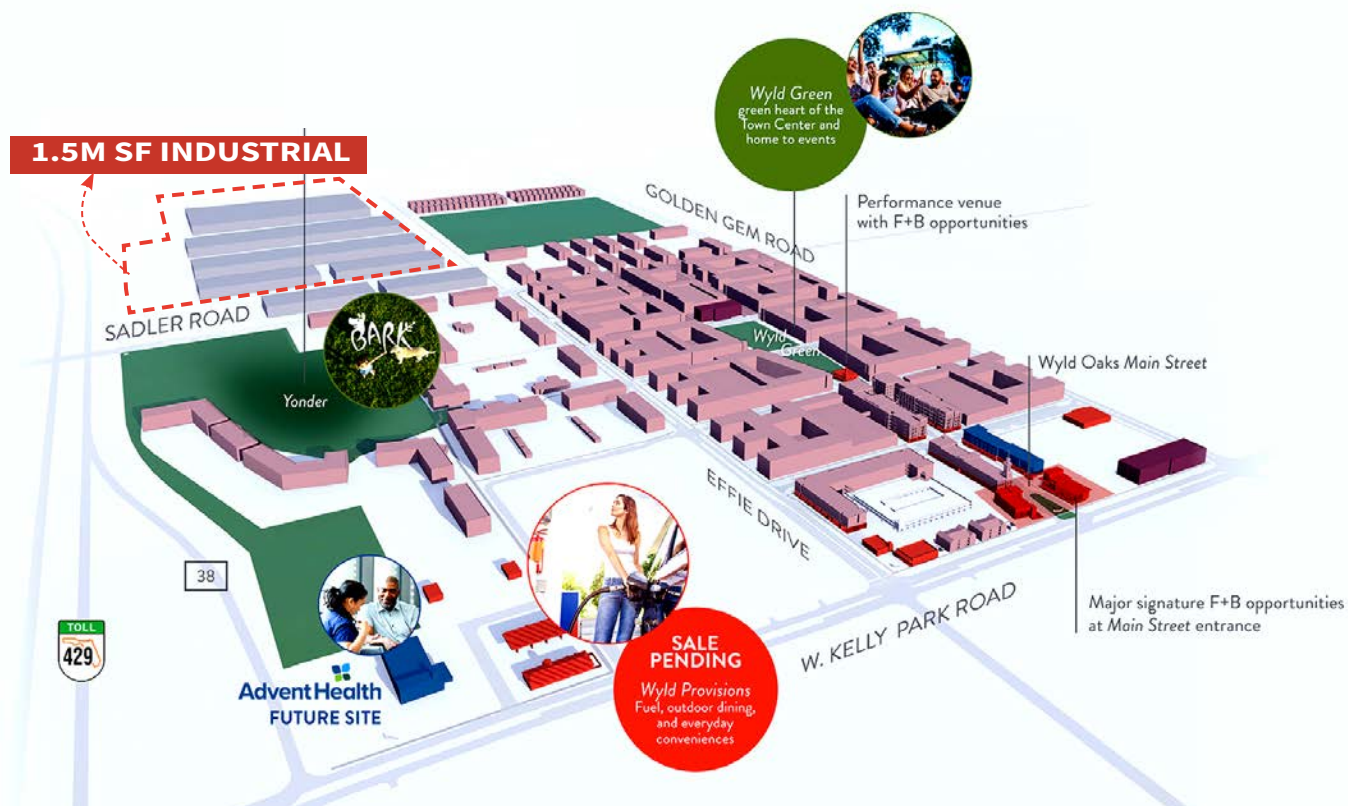 Wyld Green
green heart of the
Town Center and
home to events
1.5M SF INDUSTRIAL
GOLDEN GEM ROAD
Performance venue
with F+B opportunities
SADLER ROAD
BARK
Wyld
Green
Wyld Oaks Main Street
Yonder
EFFIE DRIVE
38
TOLL
429
W. KELLY PARK ROAD
Major signature F+B opportunities
at Main Street entrance
AdventHealth
FUTURE SITE
SALE
PENDING
Wyld Provisions
Fuel, outdoor dining,
and everyday
conveniences